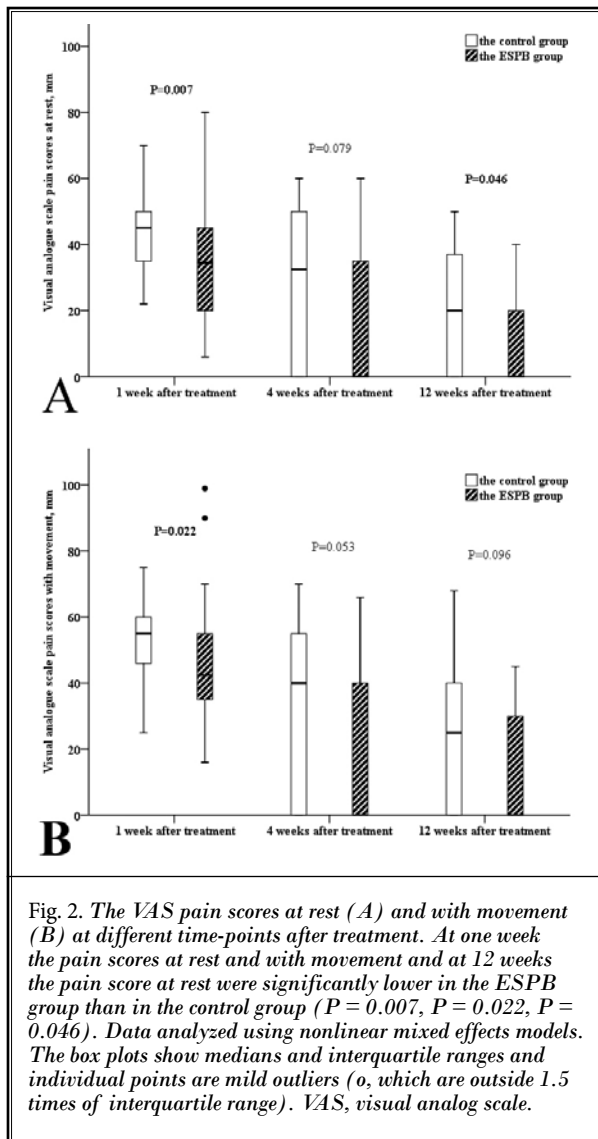 100
80
60
40
20
0
Visual analogue scale pain scores at rest, mm
the control group
the ESPB group
P=0.007
P=0.079
P=0.046
A
1 week after treatment
4 weeks after treatment
12 weeks after treatment
100
80
60
40
20
0
Visual analogue scale pain scores with movement, mm
the control group
the ESPB group
P=0.022
P=0.053
P=0.096
B
1 week after treatment
4 weeks after treatment
12 weeks after treatment
Fig. 2. The VAS pain scores at rest (A) and with movement
(B) at different time-points after treatment. At one week
the pain scores at rest and with movement and at 12 weeks
the pain score at rest were significantly lower in the ESPB
group than in the control group (P = 0.007, P = 0.022, P =
0.046). Data analyzed using nonlinear mixed effects models.
The box plots show medians and interquartile ranges and
individual points are mild outliers (o, which are outside 1.5
times of interquartile range). VAS, visual analog scale.